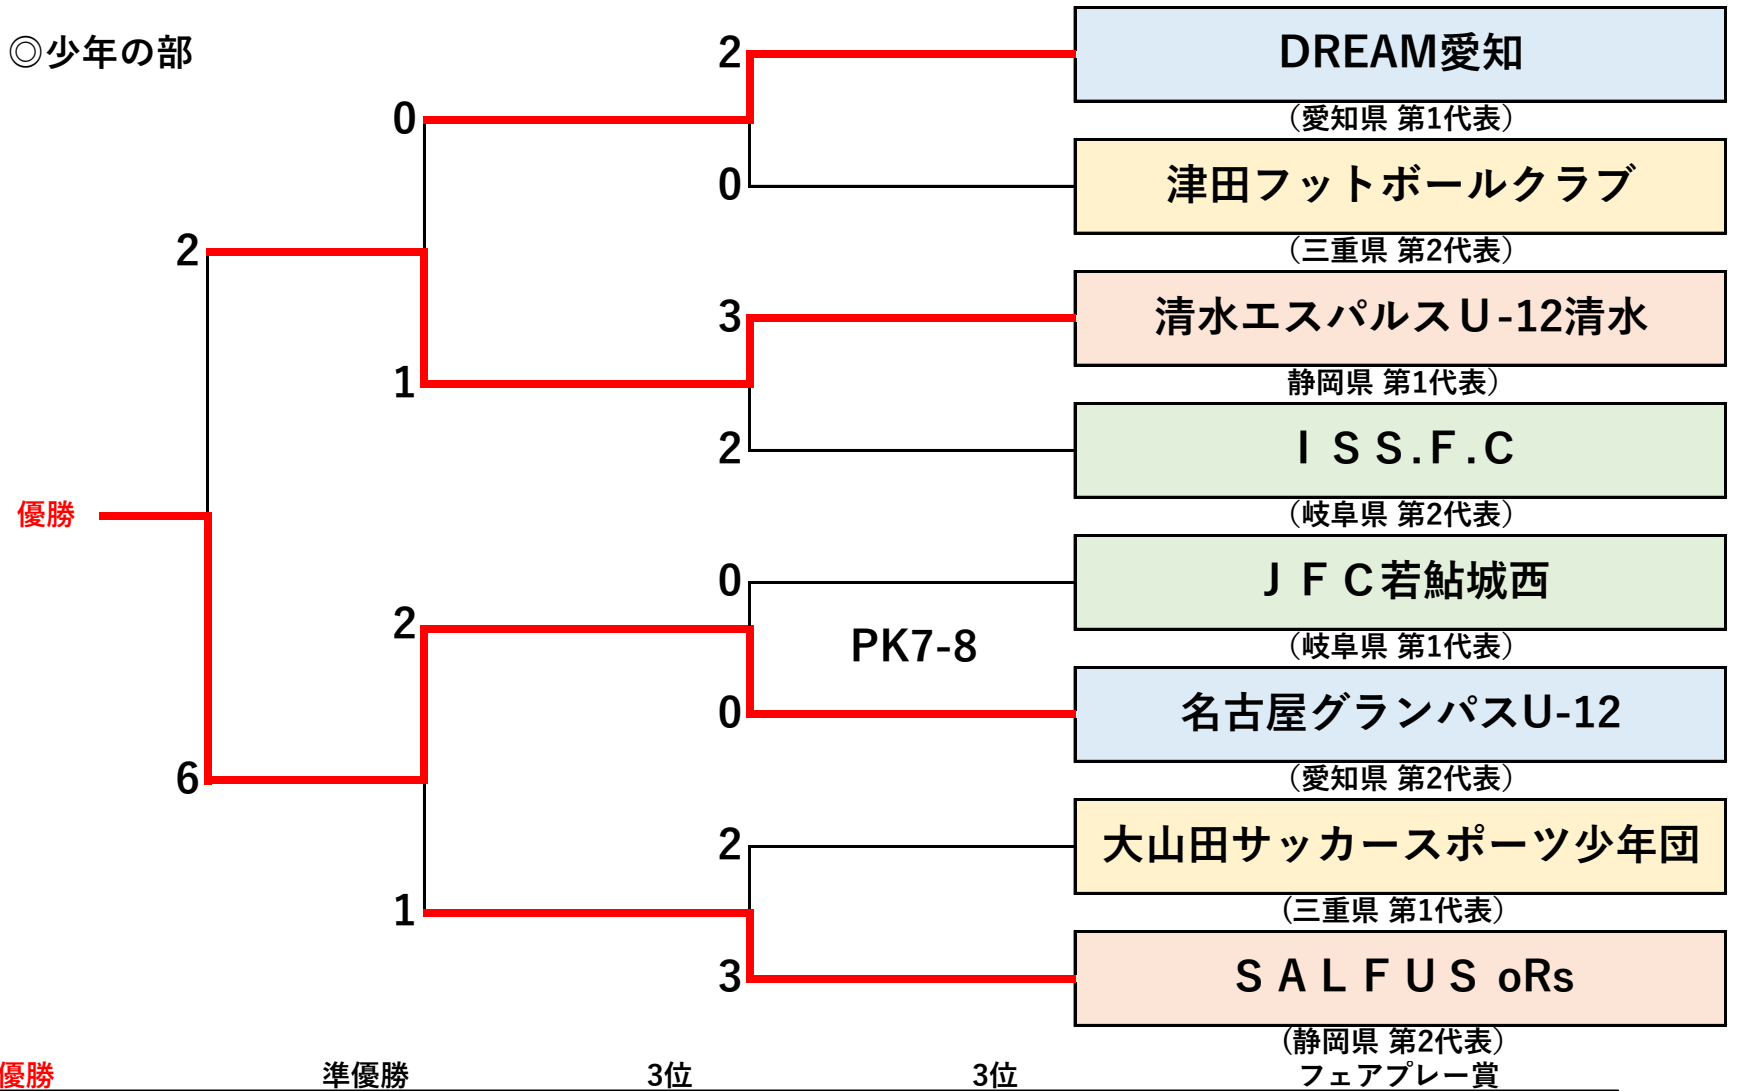 ◎少年の部
2
DREAM愛知
(愛知県 第1代表)
0
0
津田フットボールクラブ
(三重県 第2代表)
2
3
清水エスパルスU-12清水
静岡県 第1代表)
1
2
ISS.F.C
(岐阜県 第2代表)
優勝
0
JFC若鮎城西
(岐阜県 第1代表)
2
PK7-8
0
名古屋グランパスU-12
(愛知県 第2代表)
6
2
大山田サッカースポーツ少年団
(三重県 第1代表)
1
3
SALFUS oRs
(静岡県 第2代表)
優勝 準優勝 3位 3位 フェアプレー賞